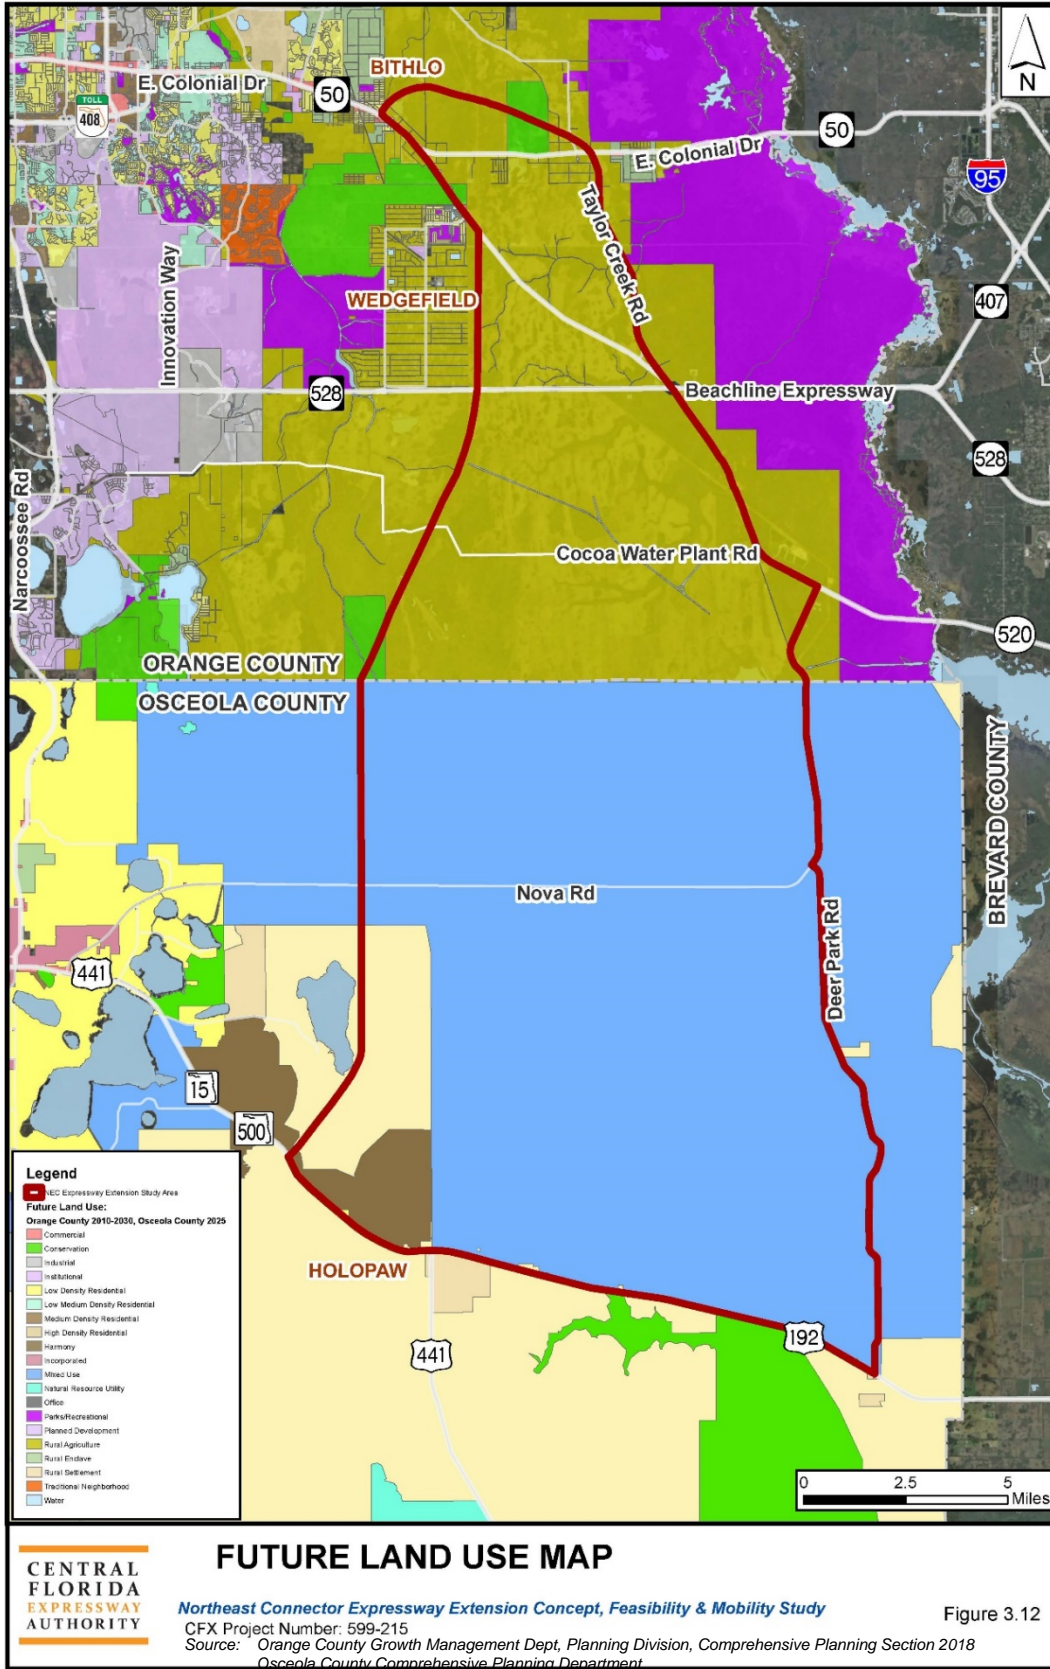 BITHLO
E. Colonial Dr
50
TOLL
408
50
E. Colonial Dr
95
Taylor Creek Rd
Innovation Way
WEDGEFIELD
407
528
Beachline Expressway
528
Narcoossee Rd
Cocoa Water Plant Rd
520
ORANGE COUNTY
OSCEOLA COUNTY
BREVARD COUNTY
Nova Rd
Deer Park Rd
441
15
500
HOLOPAW
441
192
N
Legend
NEC Expressway Extension Study Area
Future Land Use:
Orange County 2010-2030, Osceola County 2025
Commercial
Conservation
Industrial
Institutional
Low Density Residential
Low Medium Density Residential
Medium Density Residential
High Density Residential
Harmony
Incorporated
Mixed Use
Natural Resource Utility
Office
Parks/Recreational
Planned Development
Rural Agriculture
Rural Enclave
Rural Settlement
Traditional Neighborhood
Water
0 2.5 5
Miles
CENTRAL
FLORIDA
EXPRESSWAY
AUTHORITY
FUTURE LAND USE MAP
Northeast Connector Expressway Extension Concept, Feasibility & Mobility Study
CFX Project Number: 599-215
Figure 3.12
Source: Orange County Growth Management Dept, Planning Division, Comprehensive Planning Section 2018
Osceola County Comprehensive Planning Department